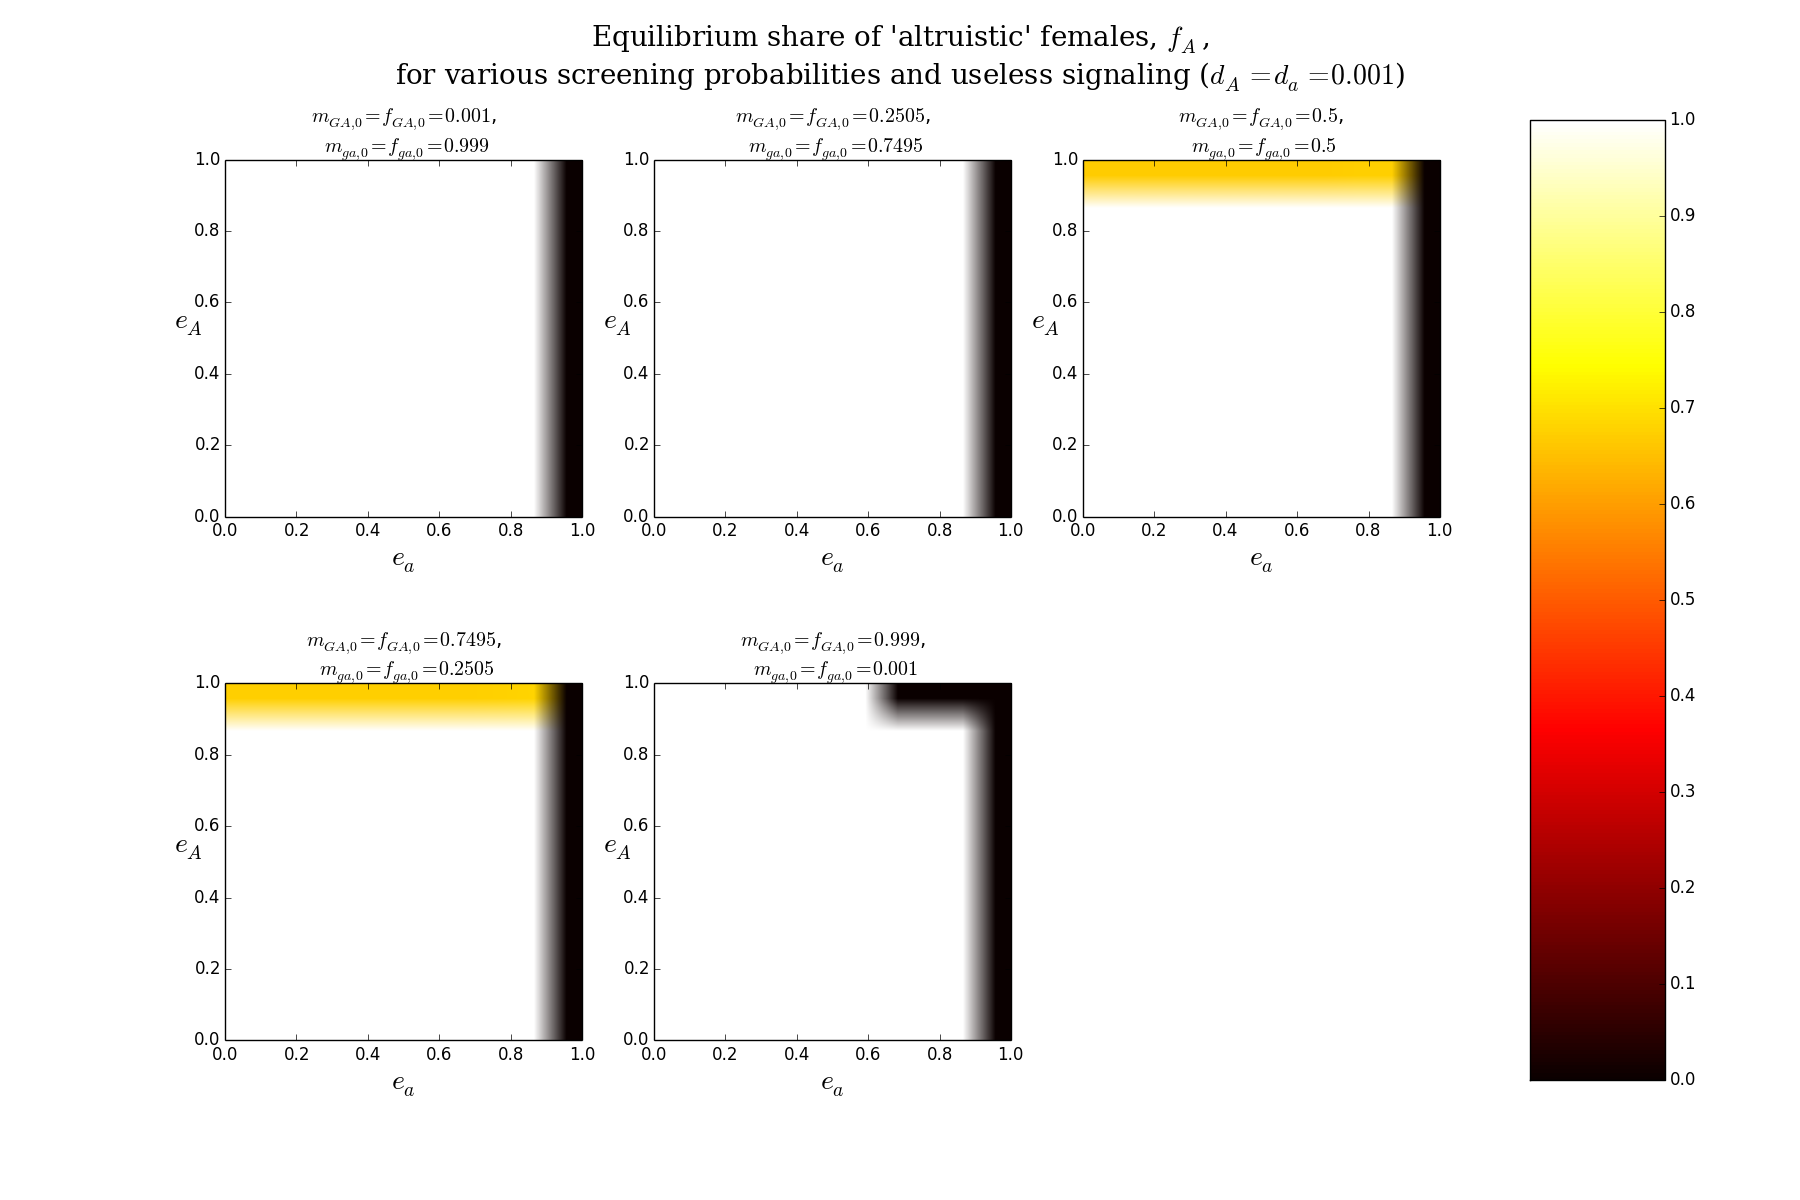 Equilibrium share of 'altruistic' females, f_A,
for various screening probabilities and useless signaling (d_A = d_a = 0.001)
m_GA,0 = f_GA,0 = 0.001,
m_ga,0 = f_ga,0 = 0.999
1.0
0.8
0.6
e_A
0.4
0.2
0.0
0.0 0.2 0.4 0.6 0.8 1.0
e_a
m_GA,0 = f_GA,0 = 0.2505,
m_ga,0 = f_ga,0 = 0.7495
1.0
0.8
0.6
e_A
0.4
0.2
0.0
0.0 0.2 0.4 0.6 0.8 1.0
e_a
m_GA,0 = f_GA,0 = 0.5,
m_ga,0 = f_ga,0 = 0.5
1.0
0.8
0.6
e_A
0.4
0.2
0.0
0.0 0.2 0.4 0.6 0.8 1.0
e_a
m_GA,0 = f_GA,0 = 0.7495,
m_ga,0 = f_ga,0 = 0.2505
1.0
0.8
0.6
e_A
0.4
0.2
0.0
0.0 0.2 0.4 0.6 0.8 1.0
e_a
m_GA,0 = f_GA,0 = 0.999,
m_ga,0 = f_ga,0 = 0.001
1.0
0.8
0.6
e_A
0.4
0.2
0.0
0.0 0.2 0.4 0.6 0.8 1.0
e_a
1.0
0.9
0.8
0.7
0.6
0.5
0.4
0.3
0.2
0.1
0.0